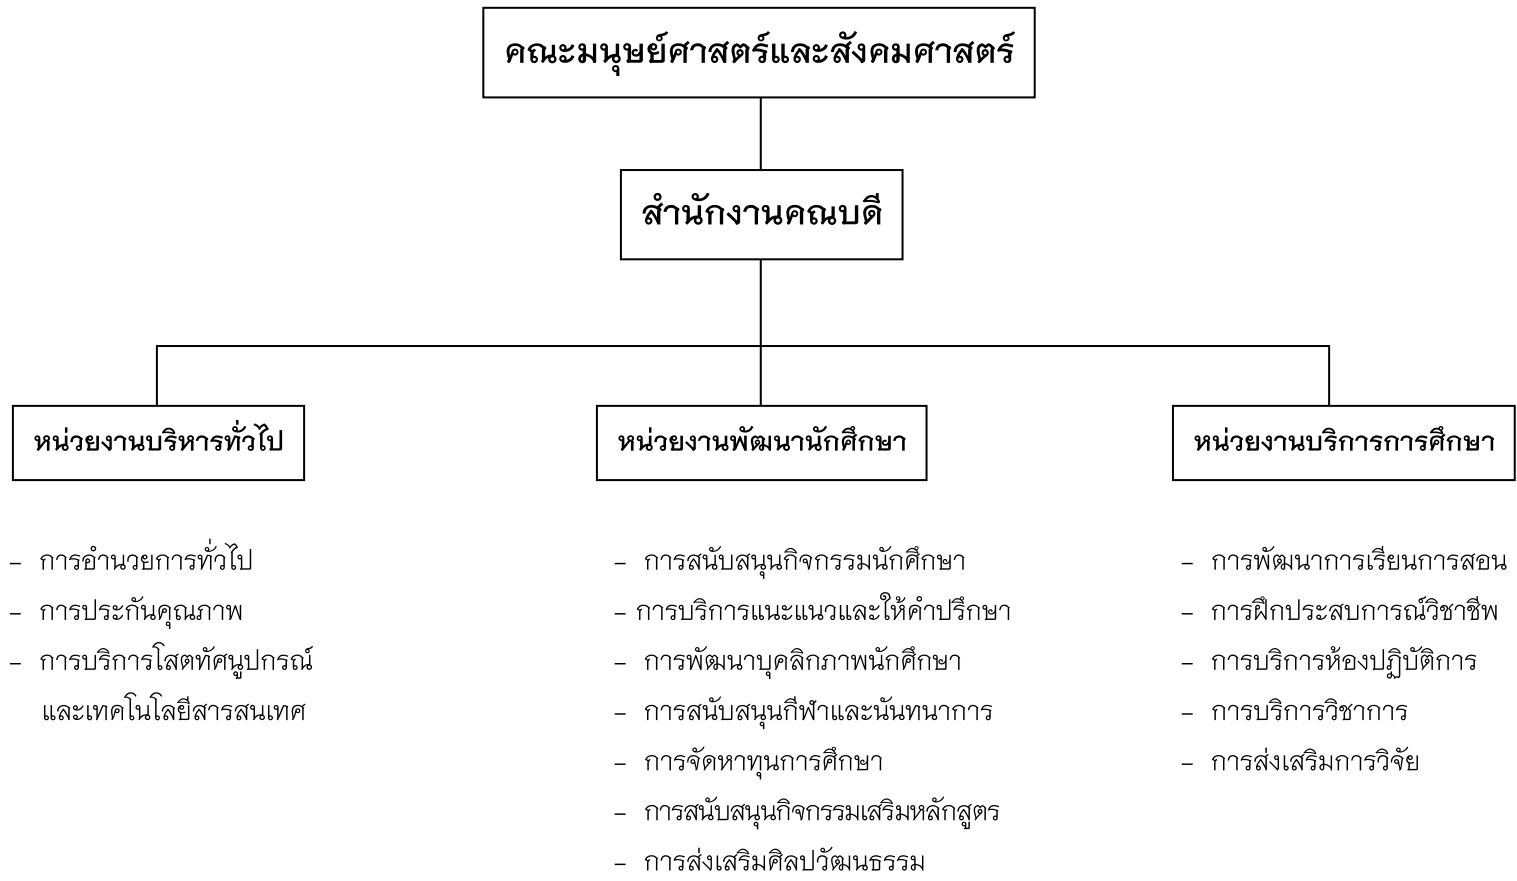 คณะมนุษย์ศาสตร์และสังคมศาสตร์
สำนักงานคณบดี
หน่วยงานบริหารทั่วไป
– การอำนวยการทั่วไป
– การประกันคุณภาพ
– การบริการโสตทัศนูปกรณ์
และเทคโนโลยีสารสนเทศ
หน่วยงานพัฒนานักศึกษา
– การสนับสนุนกิจกรรมนักศึกษา
– การบริการแนะแนวและให้คำปรึกษา
– การพัฒนาบุคลิกภาพนักศึกษา
– การสนับสนุนกีฬาและนันทนาการ
– การจัดหาทุนการศึกษา
– การสนับสนุนกิจกรรมเสริมหลักสูตร
– การส่งเสริมศิลปวัฒนธรรม
หน่วยงานบริการการศึกษา
– การพัฒนาการเรียนการสอน
– การฝึกประสบการณ์วิชาชีพ
– การบริการห้องปฏิบัติการ
– การบริการวิชาการ
– การส่งเสริมการวิจัย